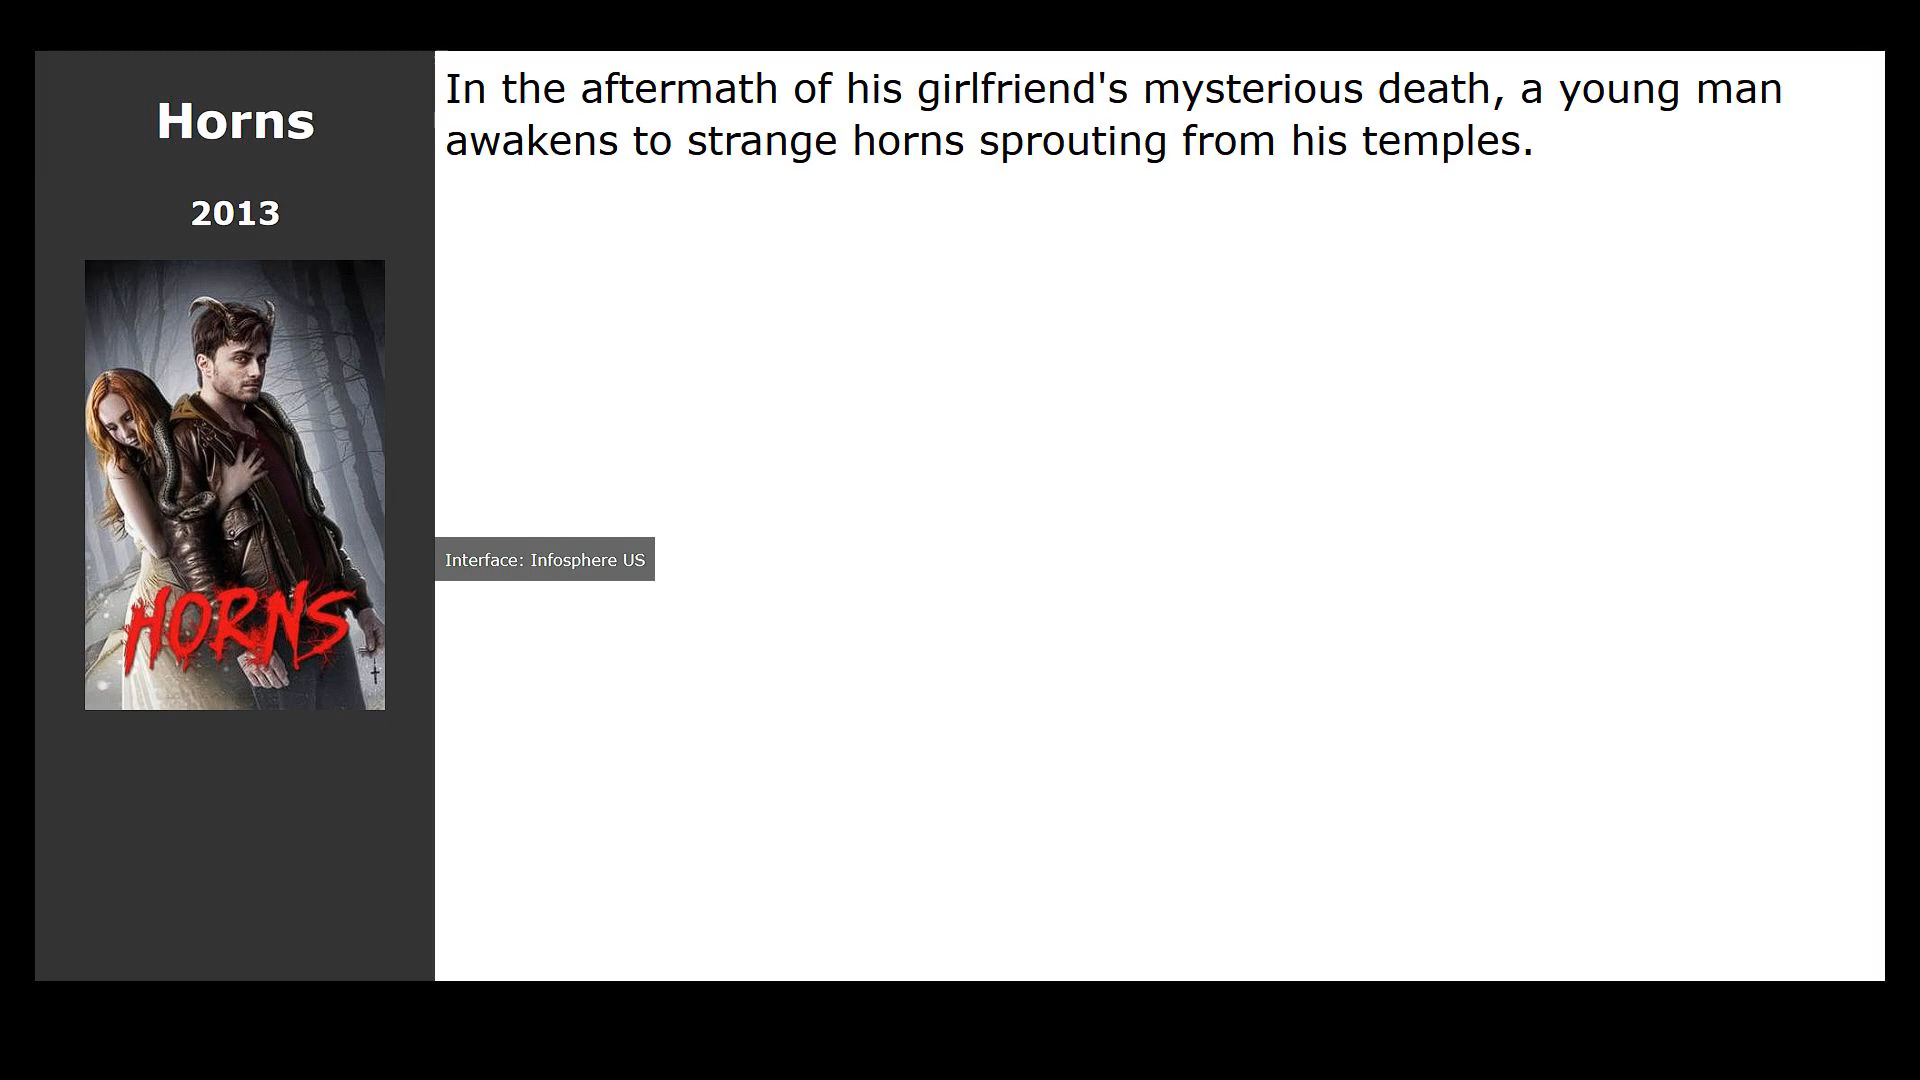 Horns
2013
HORNS
In the aftermath of his girlfriend's mysterious death, a young man
awakens to strange horns sprouting from his temples.
Interface: Infosphere US